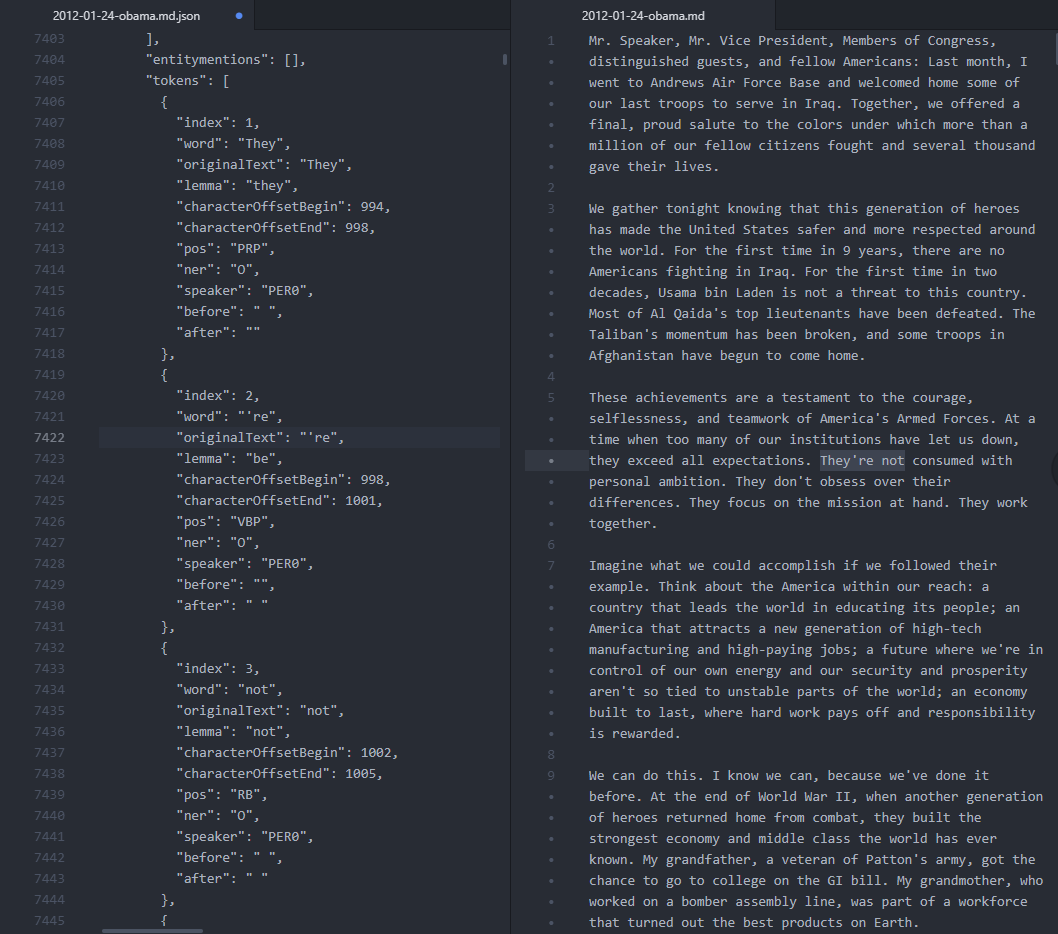 2012-01-24-obama.md.json
7403 ],
7404 "entitymentions": [],
7405 "tokens": [
7406 {
7407 "index": 1,
7408 "word": "They",
7409 "originalText": "They",
7410 "lemma": "they",
7411 "characterOffsetBegin": 994,
7412 "characterOffsetEnd": 998,
7413 "pos": "PRP",
7414 "ner": "O",
7415 "speaker": "PER0",
7416 "before": " ",
7417 "after": ""
7418 },
7419 {
7420 "index": 2,
7421 "word": "'re",
7422 "originalText": "'re",
7423 "lemma": "be",
7424 "characterOffsetBegin": 998,
7425 "characterOffsetEnd": 1001,
7426 "pos": "VBP",
7427 "ner": "O",
7428 "speaker": "PER0",
7429 "before": "",
7430 "after": " "
7431 },
7432 {
7433 "index": 3,
7434 "word": "not",
7435 "originalText": "not",
7436 "lemma": "not",
7437 "characterOffsetBegin": 1002,
7438 "characterOffsetEnd": 1005,
7439 "pos": "RB",
7440 "ner": "O",
7441 "speaker": "PER0",
7442 "before": " ",
7443 "after": " "
7444 },
7445 {
2012-01-24-obama.md
1 Mr. Speaker, Mr. Vice President, Members of Congress,
distinguished guests, and fellow Americans: Last month, I
went to Andrews Air Force Base and welcomed home some of
our last troops to serve in Iraq. Together, we offered a
final, proud salute to the colors under which more than a
million of our fellow citizens fought and several thousand
gave their lives.
2
3 We gather tonight knowing that this generation of heroes
has made the United States safer and more respected around
the world. For the first time in 9 years, there are no
Americans fighting in Iraq. For the first time in two
decades, Usama bin Laden is not a threat to this country.
Most of Al Qaida's top lieutenants have been defeated. The
Taliban's momentum has been broken, and some troops in
Afghanistan have begun to come home.
4
5 These achievements are a testament to the courage,
selflessness, and teamwork of America's Armed Forces. At a
time when too many of our institutions have let us down,
they exceed all expectations. They're not consumed with
personal ambition. They don't obsess over their
differences. They focus on the mission at hand. They work
together.
6
7 Imagine what we could accomplish if we followed their
example. Think about the America within our reach: a
country that leads the world in educating its people; an
America that attracts a new generation of high-tech
manufacturing and high-paying jobs; a future where we're in
control of our own energy and our security and prosperity
aren't so tied to unstable parts of the world; an economy
built to last, where hard work pays off and responsibility
is rewarded.
8
9 We can do this. I know we can, because we've done it
before. At the end of World War II, when another generation
of heroes returned home from combat, they built the
strongest economy and middle class the world has ever
known. My grandfather, a veteran of Patton's army, got the
chance to go to college on the GI bill. My grandmother, who
worked on a bomber assembly line, was part of a workforce
that turned out the best products on Earth.